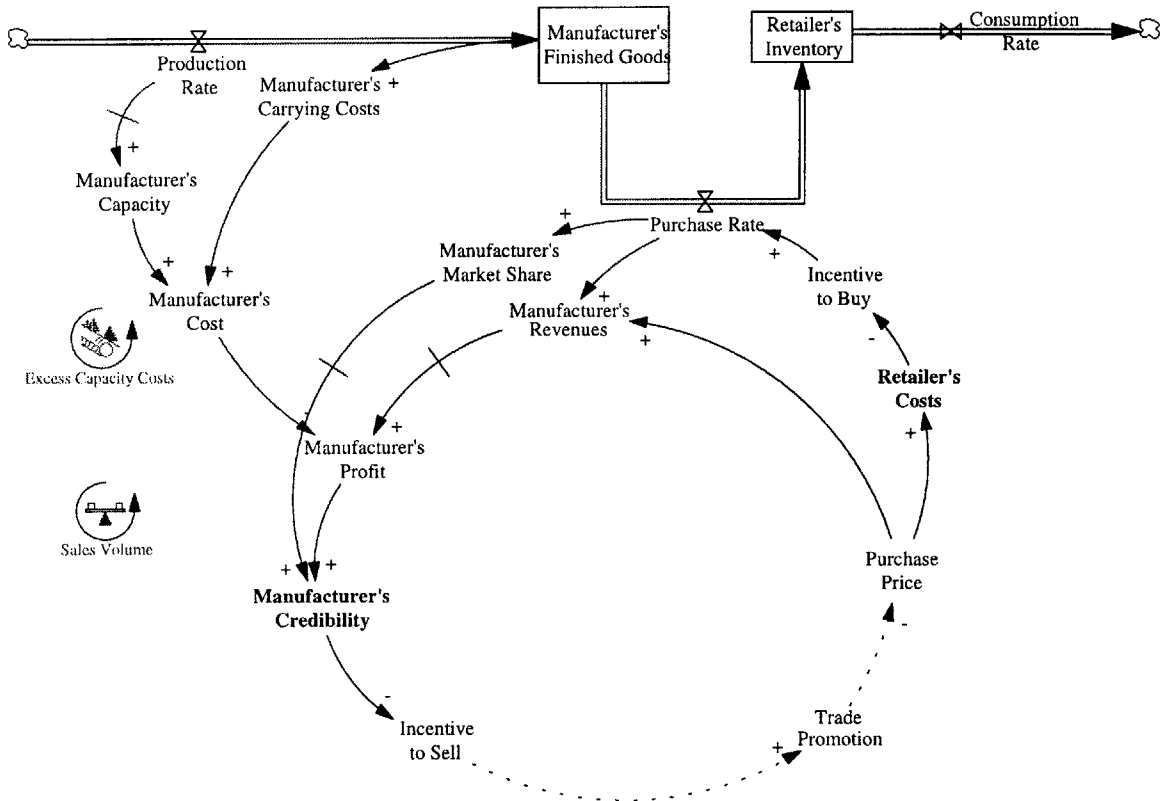 Manufacturer's
Finished Goods
Retailer's
Inventory
Consumption
Rate
Production
Rate
Manufacturer's
Carrying Costs
+
+
Manufacturer's
Capacity
+
+
Manufacturer's
Cost
Excess Capacity Costs
Purchase Rate
+
+
Manufacturer's
Market Share
Incentive
to Buy
-
+
Manufacturer's
Revenues
+
Retailer's
Costs
+
-
+
Manufacturer's
Profit
Sales Volume
+
+
Manufacturer's
Credibility
Purchase
Price
-
-
Incentive
to Sell
+
Trade
Promotion